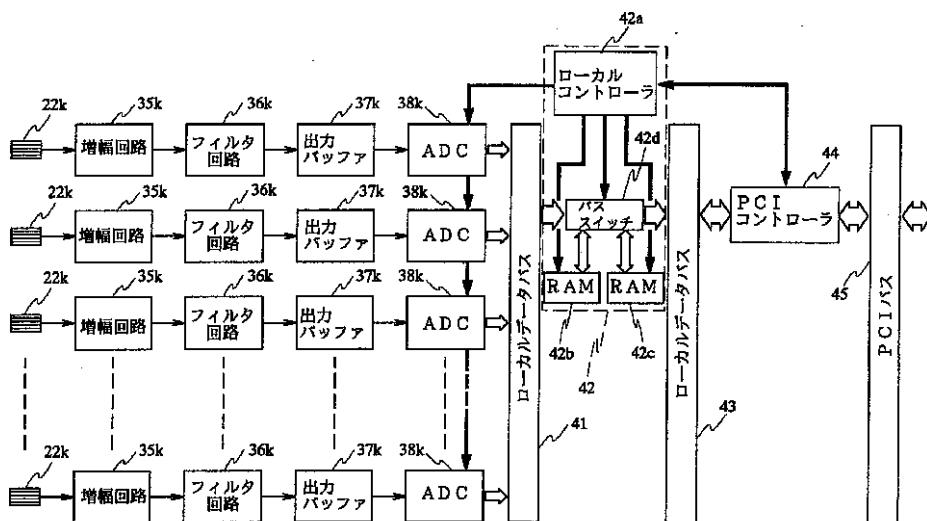 42a
ローカル
コントローラ
22k
35k
36k
37k
38k
増幅回路
フィルタ
回路
出力
バッファ
ADC
42d
バス
スイッチ
44
PCI
コントローラ
22k
35k
36k
37k
38k
増幅回路
フィルタ
回路
出力
バッファ
ADC
22k
35k
36k
37k
38k
増幅回路
フィルタ
回路
出力
バッファ
ADC
RAM
RAM
42b
42c
42
ローカルデータバス
41
ローカルデータバス
43
45
PCIバス
22k
35k
36k
37k
38k
増幅回路
フィルタ
回路
出力
バッファ
ADC